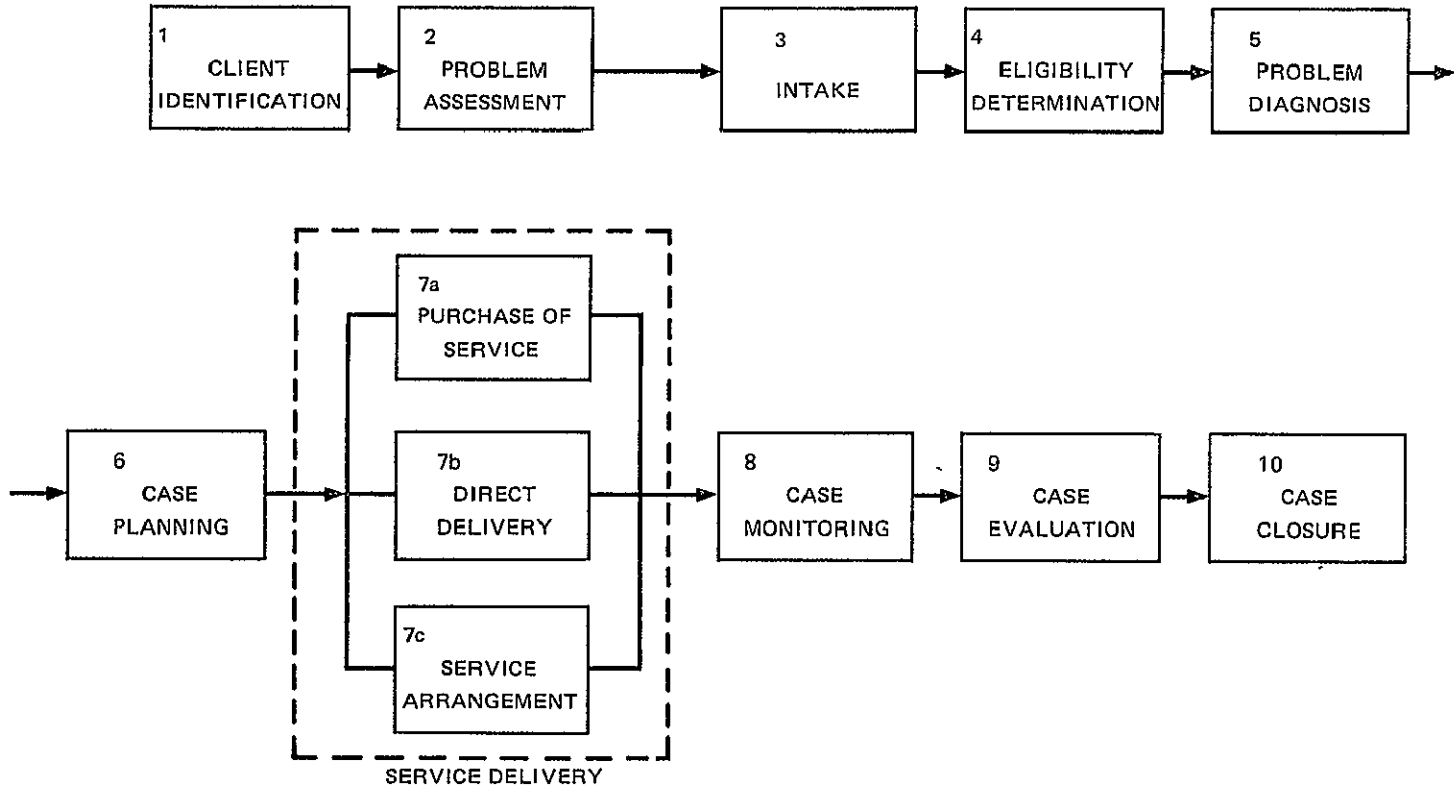 1
CLIENT
IDENTIFICATION
2
PROBLEM
ASSESSMENT
3
INTAKE
4
ELIGIBILITY
DETERMINATION
5
PROBLEM
DIAGNOSIS
6
CASE
PLANNING
7a
PURCHASE OF
SERVICE
7b
DIRECT
DELIVERY
7c
SERVICE
ARRANGEMENT
SERVICE DELIVERY
8
CASE
MONITORING
9
CASE
EVALUATION
10
CASE
CLOSURE